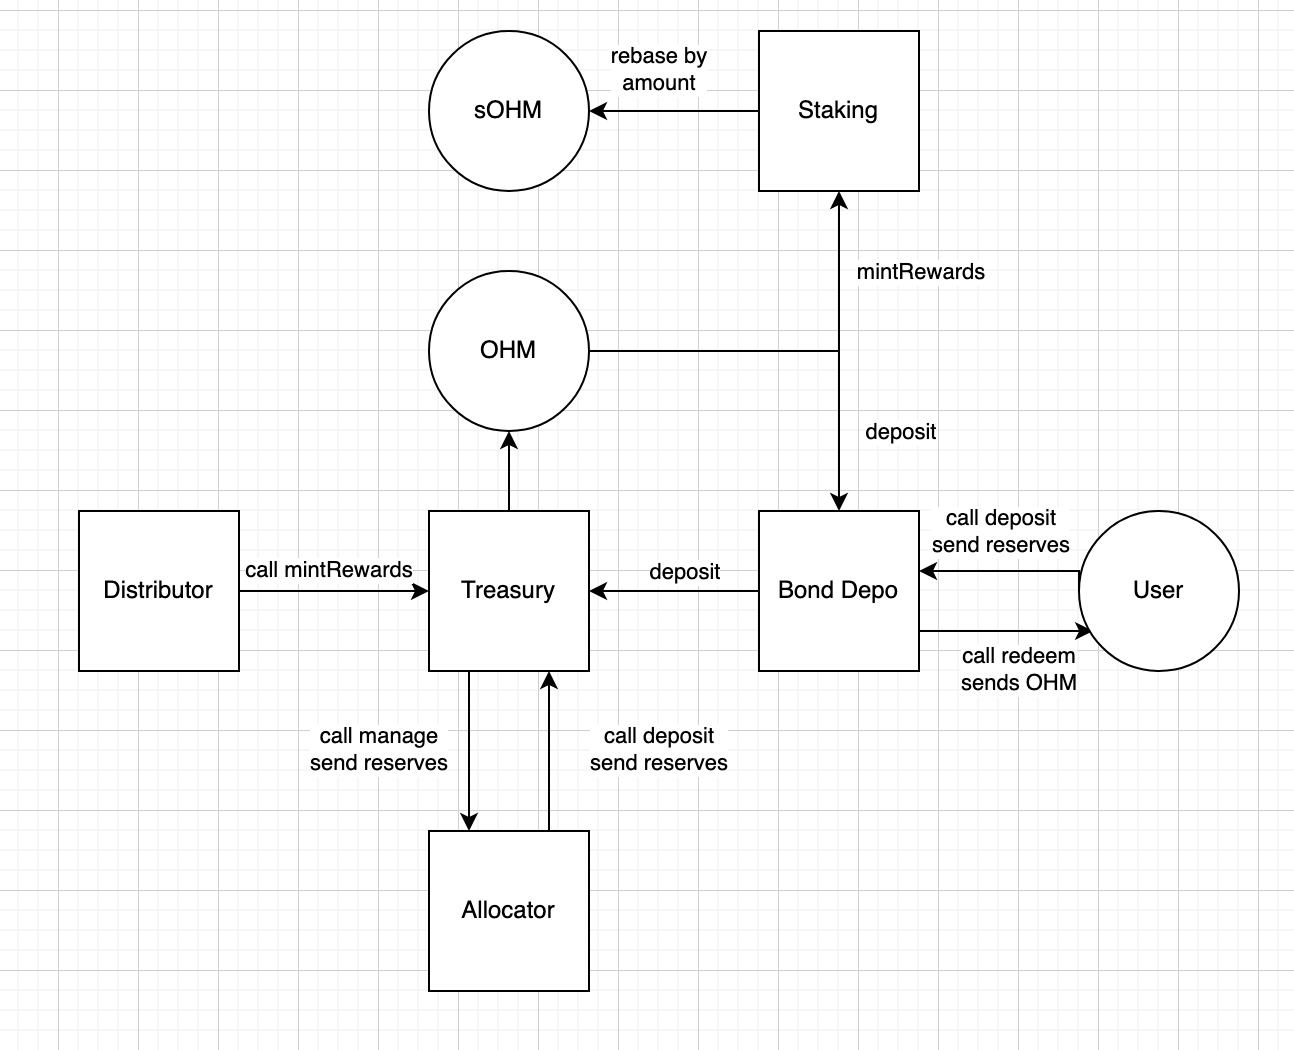 rebase by
amount
sOHM
Staking
mintRewards
OHM
deposit
call deposit
send reserves
Distributor
call mintRewards
Treasury
deposit
Bond Depo
User
call redeem
sends OHM
call manage
send reserves
call deposit
send reserves
Allocator